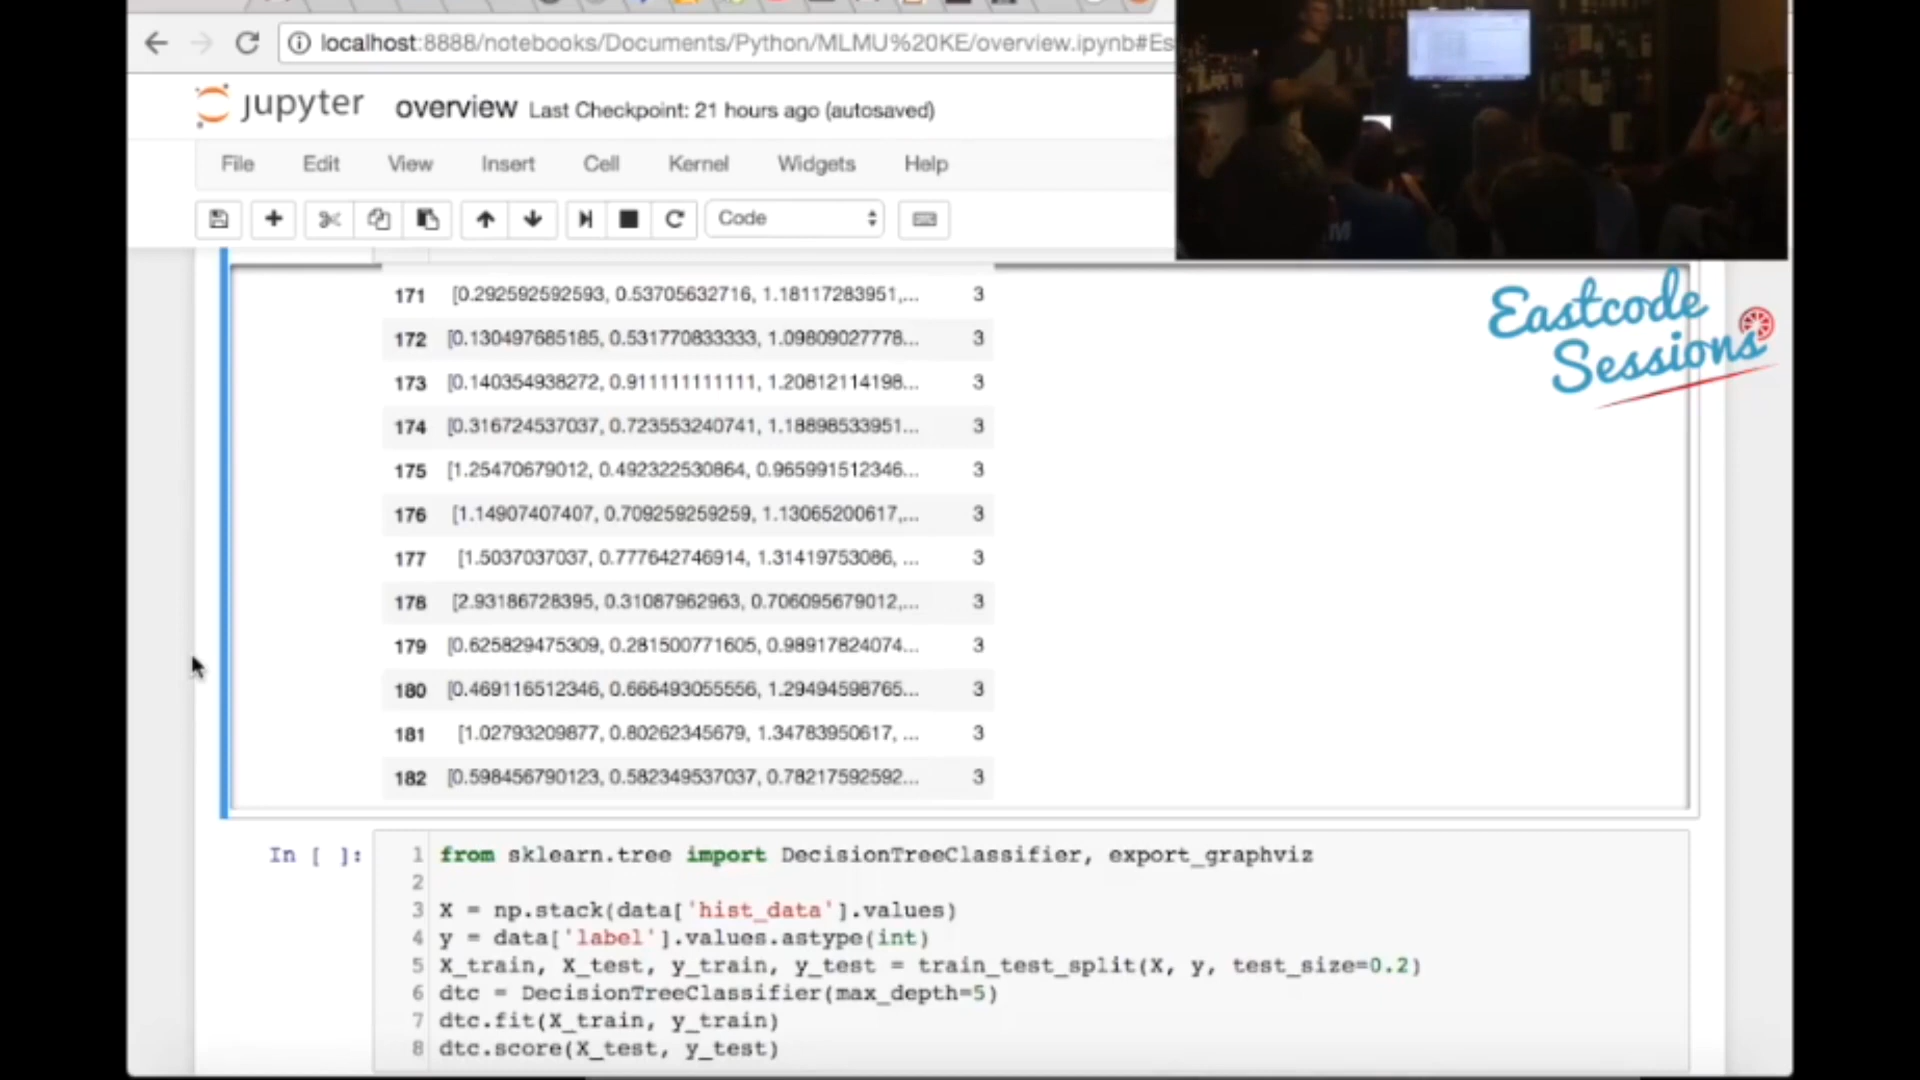 localhost:8888/notebooks/Documents/Python/MLMU%20KE/overview.ipynb#Es
jupyter overview Last Checkpoint: 21 hours ago (autosaved)
File Edit View Insert Cell Kernel Widgets Help
Code
Eastcode
Sessions
171 [0.292592592593, 0.53705632716, 1.18117283951,... 3
172 [0.130497685185, 0.531770833333, 1.09809027778... 3
173 [0.140354938272, 0.911111111111, 1.20812114198... 3
174 [0.316724537037, 0.723553240741, 1.18898533951... 3
175 [1.25470679012, 0.492322530864, 0.965991512346... 3
176 [1.14907407407, 0.709259259259, 1.13065200617,... 3
177 [1.5037037037, 0.777642746914, 1.31419753086, ... 3
178 [2.93186728395, 0.31087962963, 0.706095679012,... 3
179 [0.625829475309, 0.281500771605, 0.98917824074... 3
180 [0.469116512346, 0.666493055556, 1.29494598765... 3
181 [1.02793209877, 0.80262345679, 1.34783950617, ... 3
182 [0.598456790123, 0.582349537037, 0.78217592592... 3
In [ ]:
1 from sklearn.tree import DecisionTreeClassifier, export_graphviz
2
3 X = np.stack(data['hist_data'].values)
4 y = data['label'].values.astype(int)
5 X_train, X_test, y_train, y_test = train_test_split(X, y, test_size=0.2)
6 dtc = DecisionTreeClassifier(max_depth=5)
7 dtc.fit(X_train, y_train)
8 dtc.score(X_test, y_test)